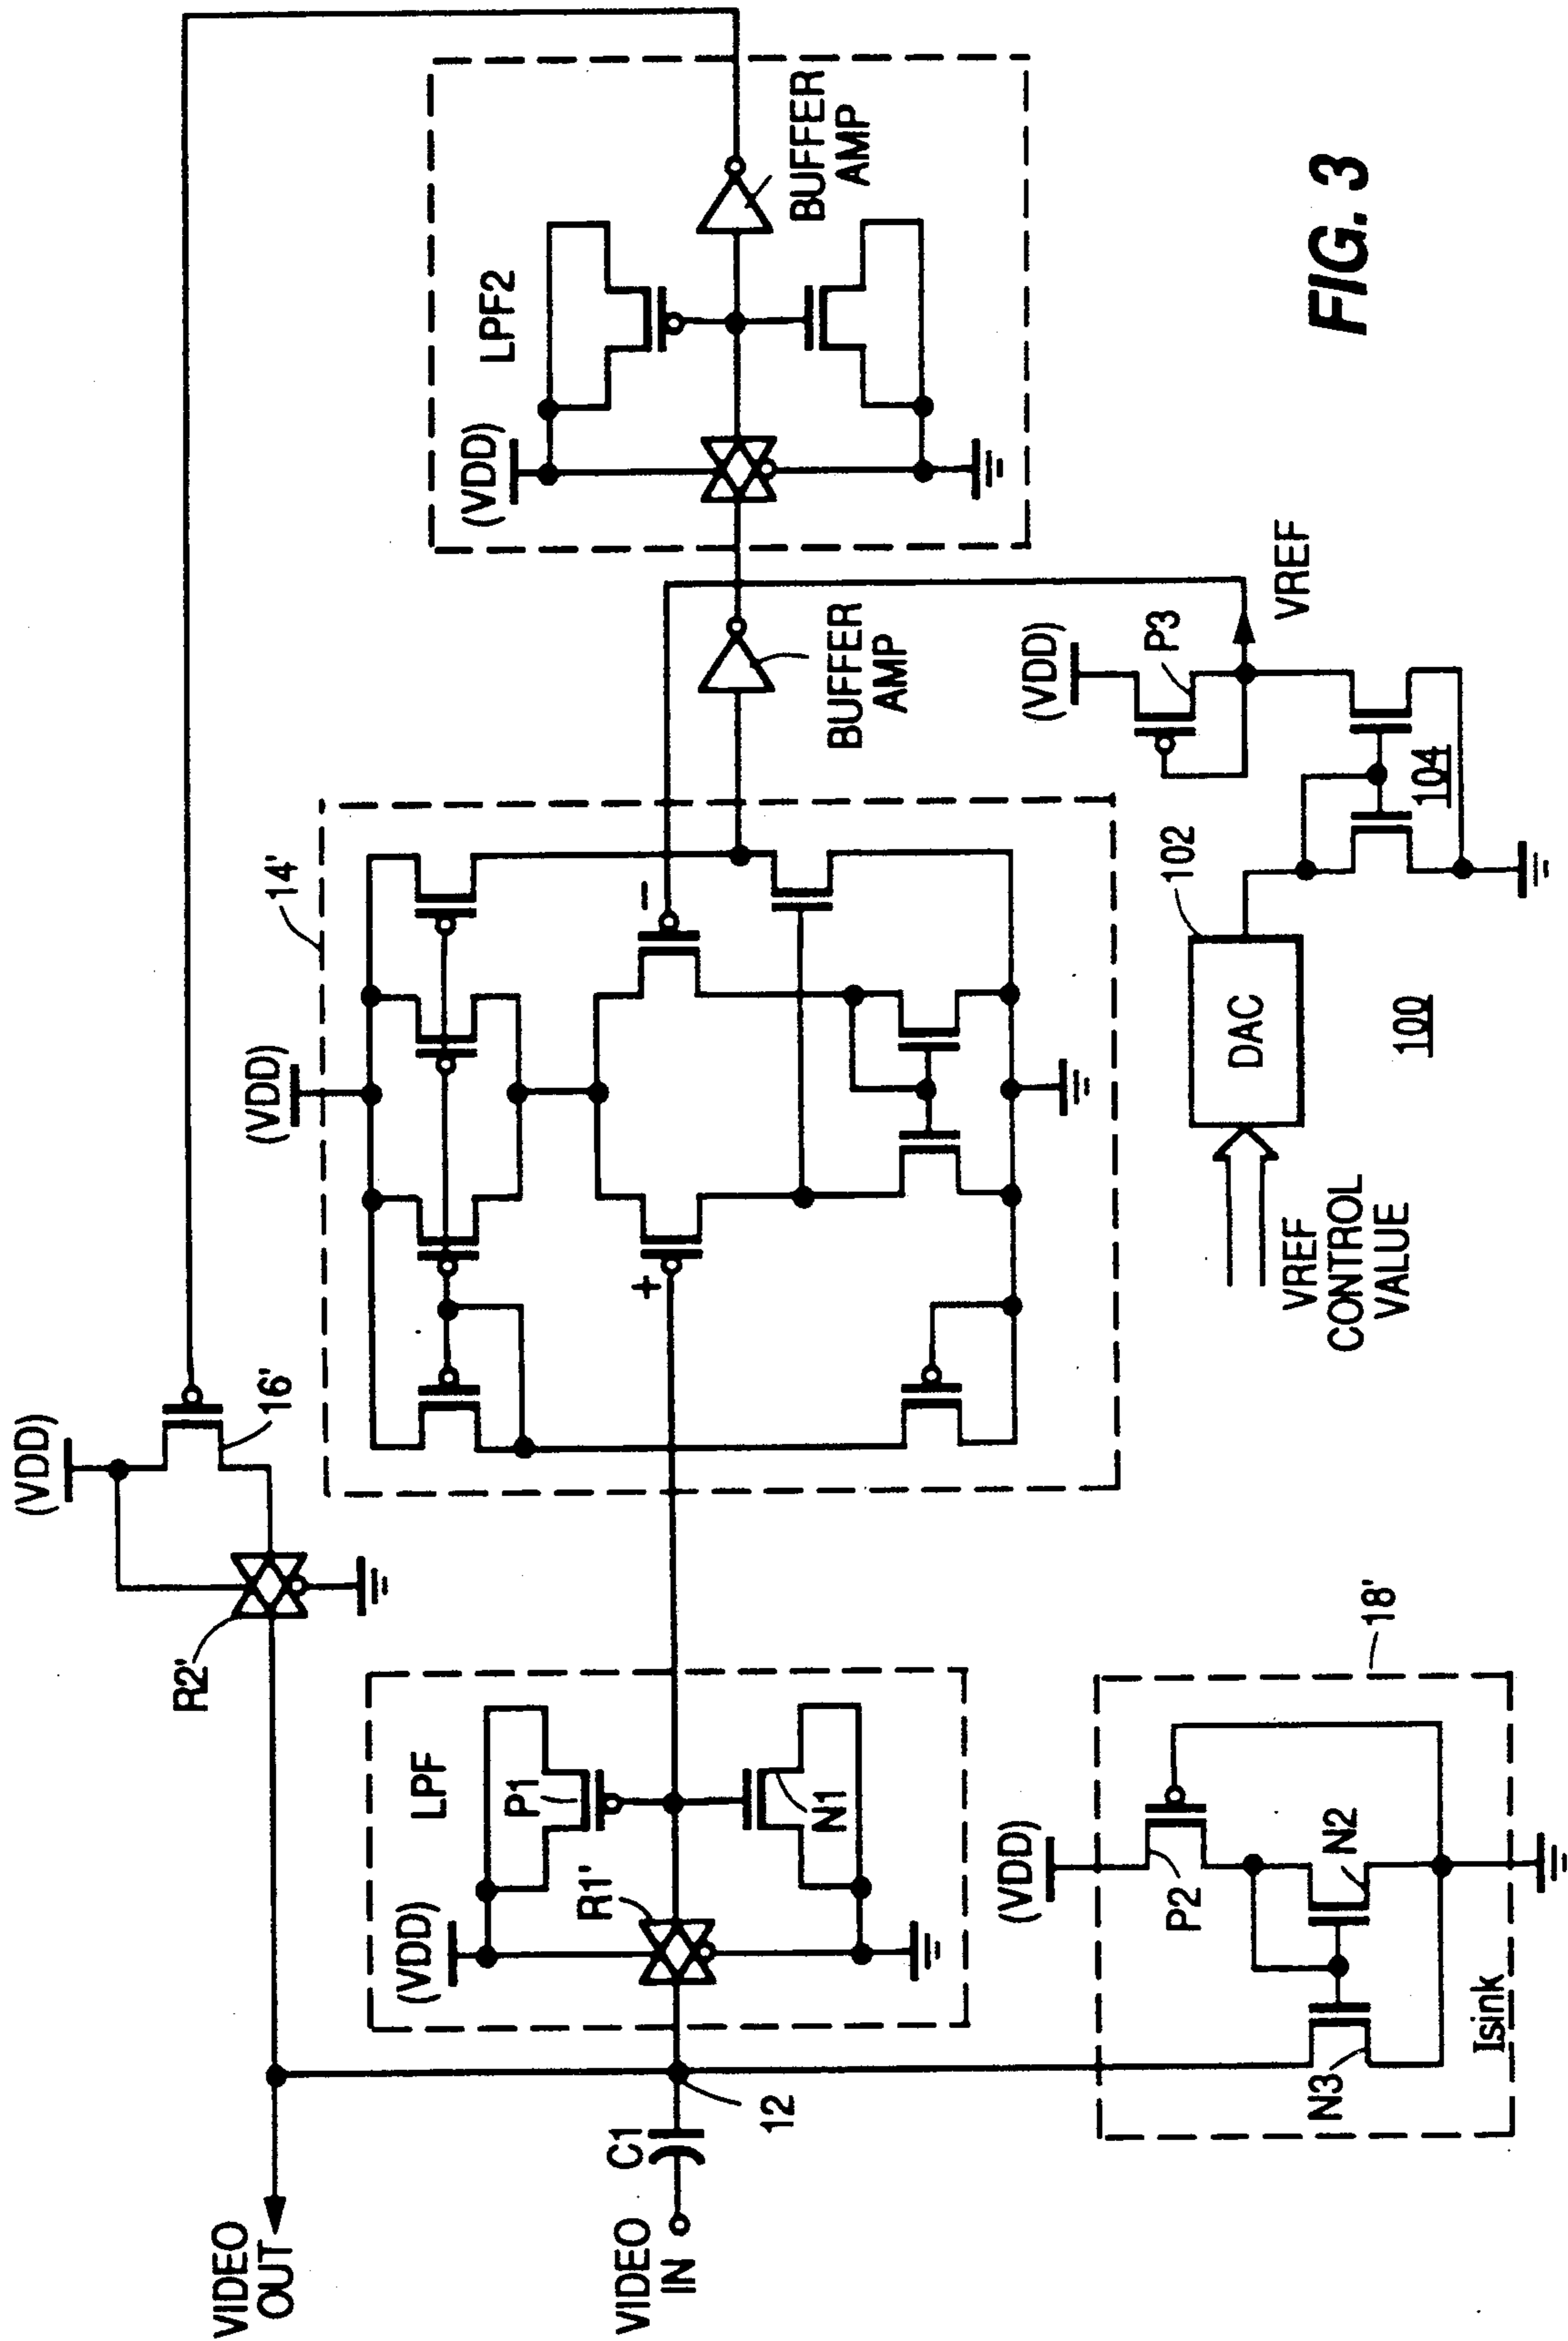 VIDEO
OUT
R2'
(VDD)
16'
VIDEO
IN
C1
12
(VDD)
LPF
R1'
P1
N1
14'
(VDD)
+
−
BUFFER
AMP
(VDD)
LPF2
BUFFER
AMP
18'
(VDD)
P2
N2
N3
Isink
VREF
CONTROL
VALUE
DAC
102
100
104
(VDD)
P3
VREF
FIG. 3